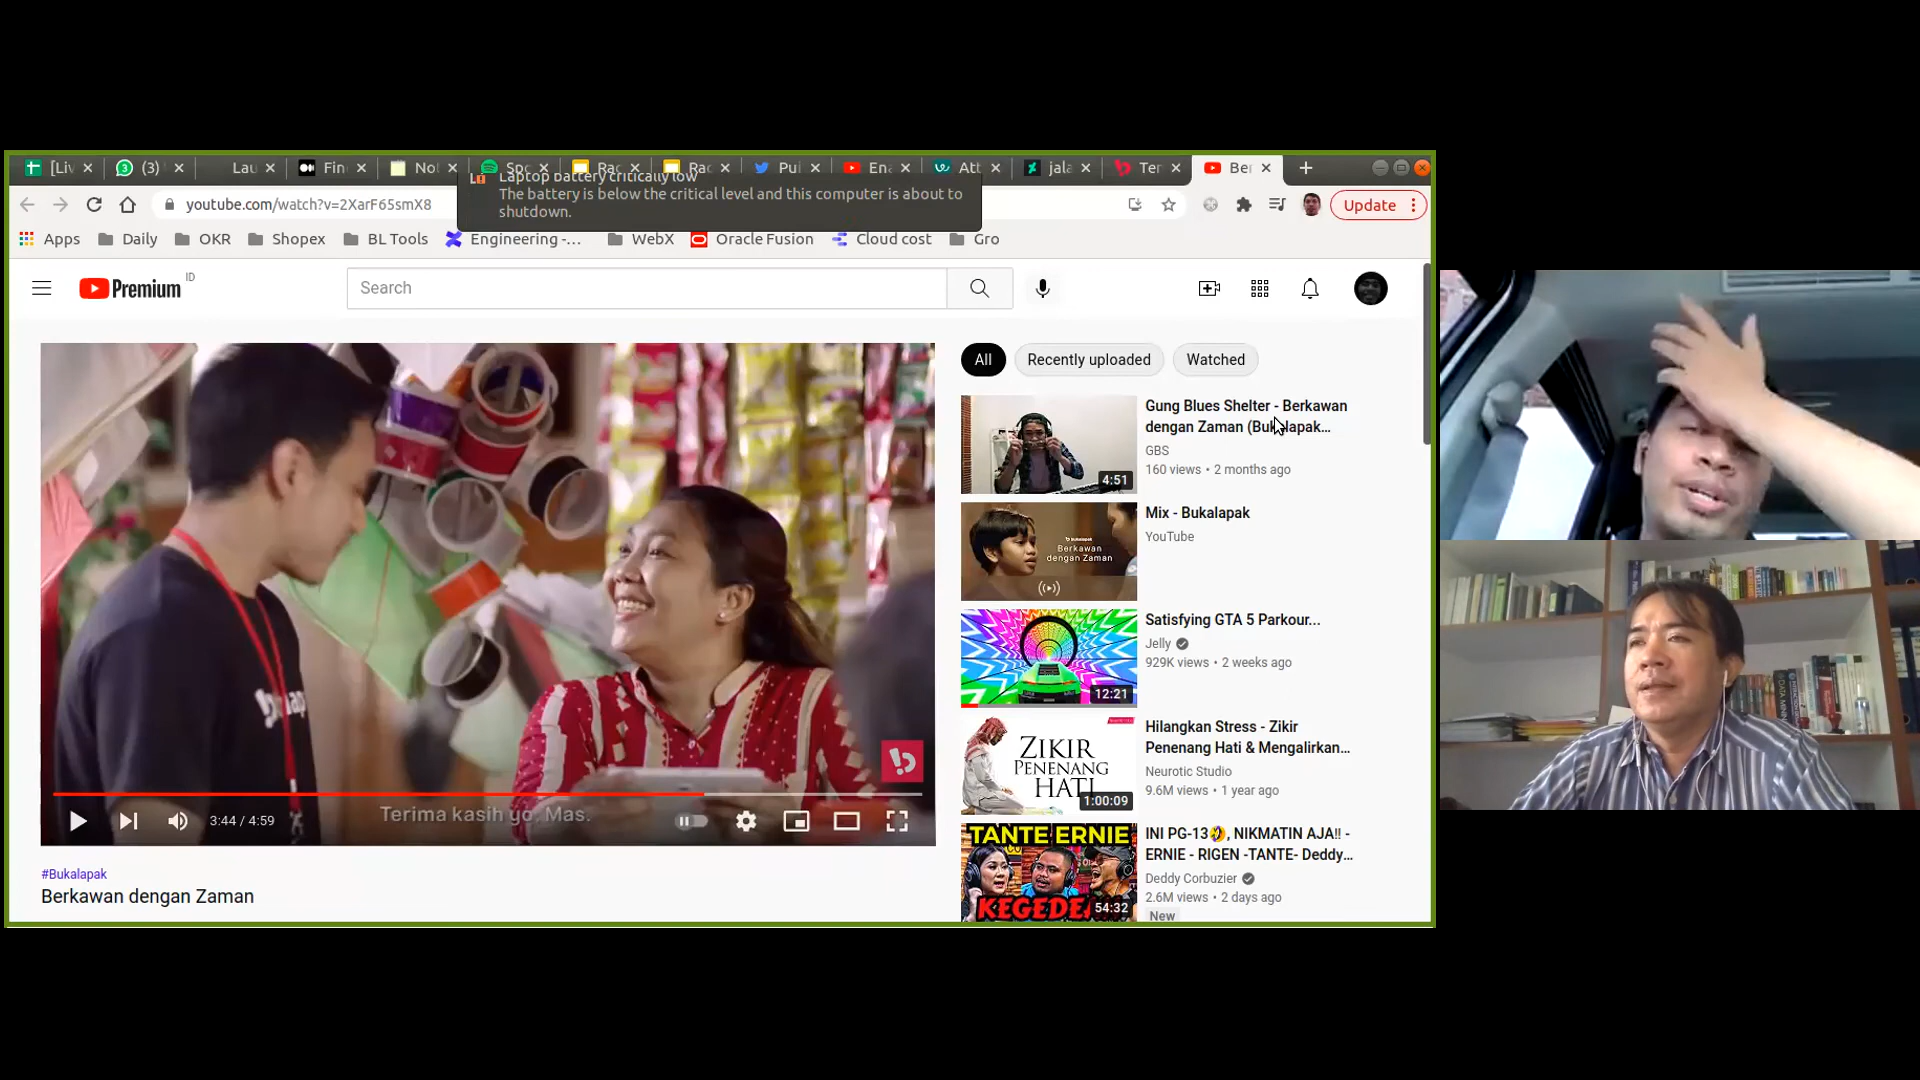 [Liv
(3)
Lau
Fin
Not
Spo
Rac
Rac
Pul
Ena
Att
jala
Ter
Ber
Laptop battery critically low
The battery is below the critical level and this computer is about to
shutdown.
youtube.com/watch?v=2XarF65smX8
Update
Apps
Daily
OKR
Shopex
BL Tools
Engineering -...
WebX
Oracle Fusion
Cloud cost
Gro
Premium
ID
Search
All
Recently uploaded
Watched
Terima kasih yo, Mas.
3:44 / 4:59
#Bukalapak
Berkawan dengan Zaman
4:51
Gung Blues Shelter - Berkawan
dengan Zaman (Bukalapak...
GBS
160 views • 2 months ago
bukalapak
Berkawan
dengan Zaman
Mix - Bukalapak
YouTube
12:21
Satisfying GTA 5 Parkour...
Jelly
929K views • 2 weeks ago
ZIKIR
PENENANG
HATI
1:00:09
Hilangkan Stress - Zikir
Penenang Hati & Mengalirkan...
Neurotic Studio
9.6M views • 1 year ago
TANTE ERNIE
KEGEDE
54:32
INI PG-13🤣, NIKMATIN AJA‼ -
ERNIE - RIGEN -TANTE- Deddy...
Deddy Corbuzier
2.6M views • 2 days ago
New
DATA MINING